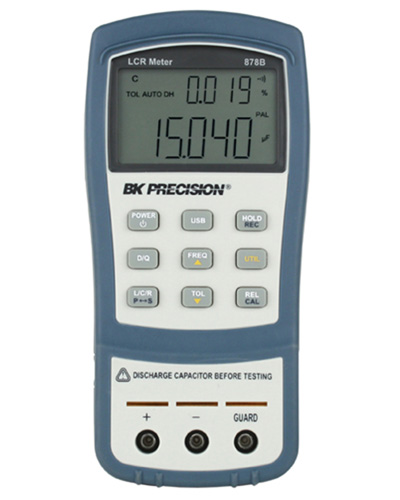 LCR Meter 878B
C 0.019 %
TOL AUTO DH
PAL
15.040 µF
BK PRECISION®
POWER USB HOLD
REC
D/Q FREQ UTIL
L/C/R TOL REL
P↔S CAL
DISCHARGE CAPACITOR BEFORE TESTING
+ − GUARD